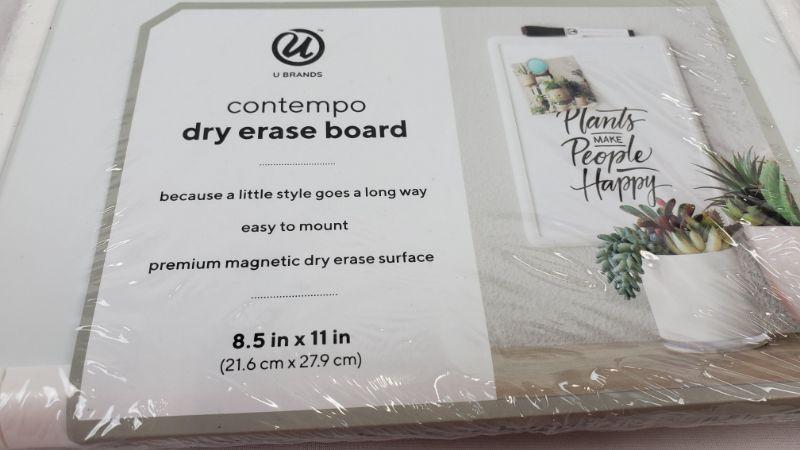 U BRANDS
contempo
dry erase board
because a little style goes a long way
easy to mount
premium magnetic dry erase surface
8.5 in x 11 in
(21.6 cm x 27.9 cm)
Plants
MAKE
People
Happy